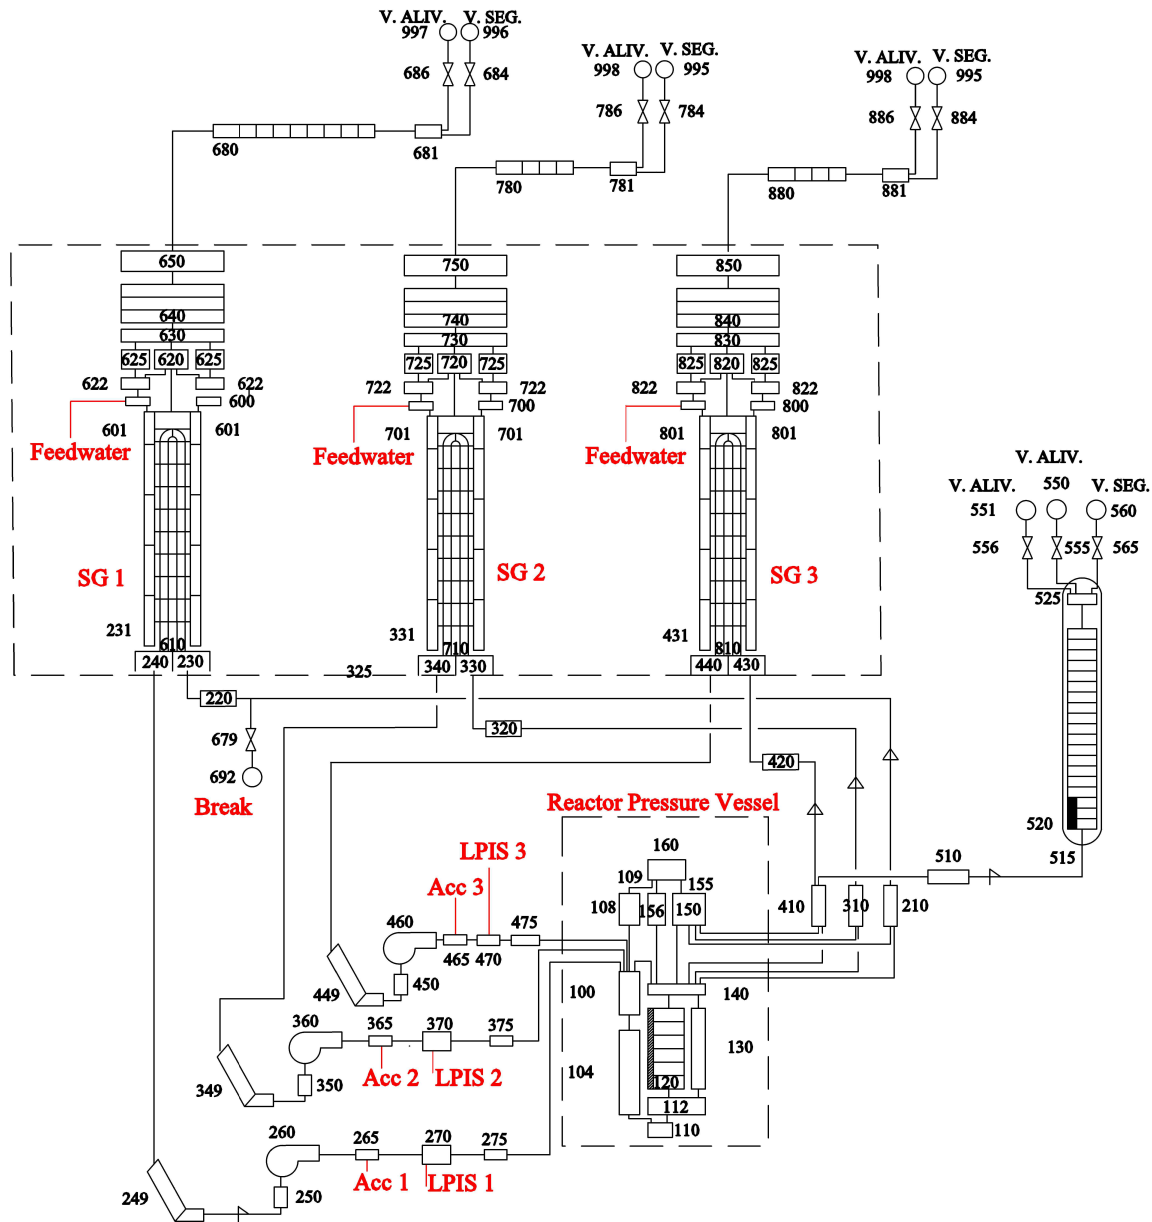 V. ALIV. V. SEG.
997 996
686 684
680 681
V. ALIV. V. SEG.
998 995
786 784
780 781
V. ALIV. V. SEG.
998 995
886 884
880 881
650 750 850
640 740 840
630 730 830
625 620 625
725 720 725
825 820 825
622 622
722 722
822 822
600 700 800
601 601
701 701
801 801
Feedwater Feedwater Feedwater
SG 1 SG 2 SG 3
231 331 431
610 710 810
240 230
325
340 330
440 430
V. ALIV.
V. ALIV. 550 V. SEG.
551 560
556 555 565
525
520
515
510
220 320 420
679
692
Break
Reactor Pressure Vessel
160
109 155
108 156 150
410 310 210
LPIS 3
Acc 3
460 475
465 470
450
449
100 140
104 130
120
112
110
360 365 370 375
349 350
Acc 2 LPIS 2
260 265 270 275
249 250
Acc 1 LPIS 1